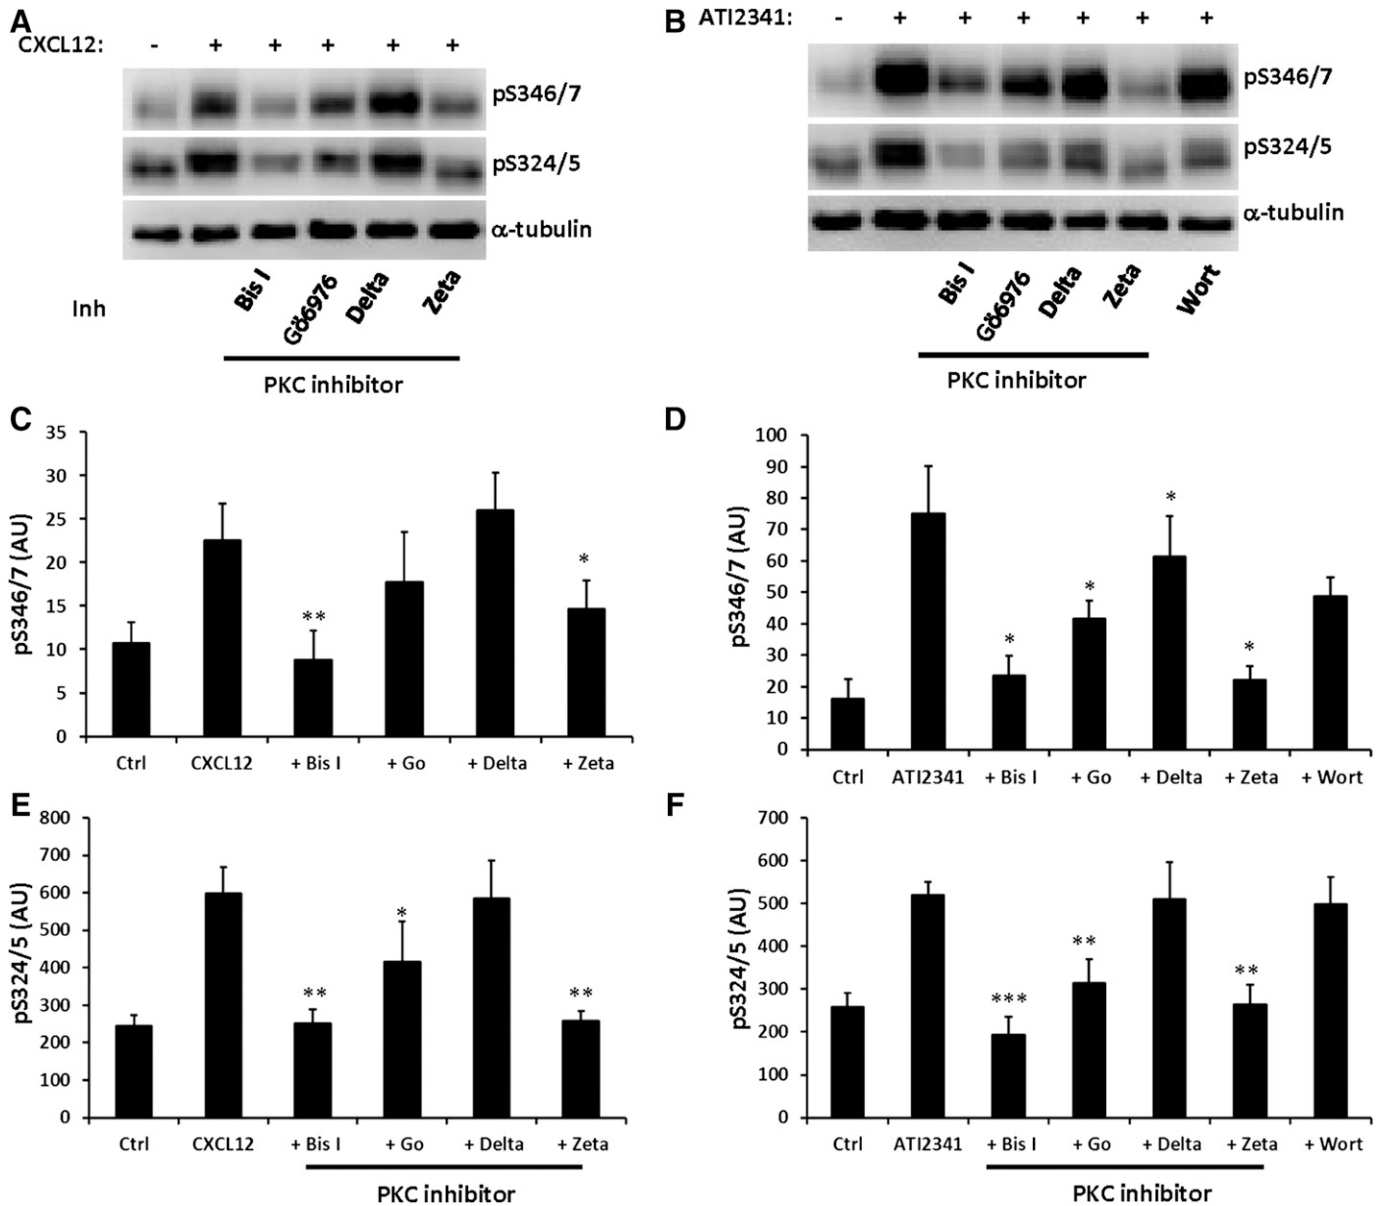 A
CXCL12: - + + + + +
pS346/7
pS324/5
α-tubulin
Inh
Bis I
Gö6976
Delta
Zeta
PKC inhibitor
B
ATI2341: - + + + + + +
pS346/7
pS324/5
α-tubulin
Bis I
Gö6976
Delta
Zeta
Wort
PKC inhibitor
C
pS346/7 (AU)
35
30
25
20
15
10
5
0
**
*
Ctrl CXCL12 + Bis I + Go + Delta + Zeta
D
pS346/7 (AU)
100
90
80
70
60
50
40
30
20
10
0
*
*
*
*
Ctrl ATI2341 + Bis I + Go + Delta + Zeta + Wort
E
pS324/5 (AU)
800
700
600
500
400
300
200
100
0
**
*
**
Ctrl CXCL12 + Bis I + Go + Delta + Zeta
PKC inhibitor
F
pS324/5 (AU)
700
600
500
400
300
200
100
0
***
**
**
Ctrl ATI2341 + Bis I + Go + Delta + Zeta + Wort
PKC inhibitor